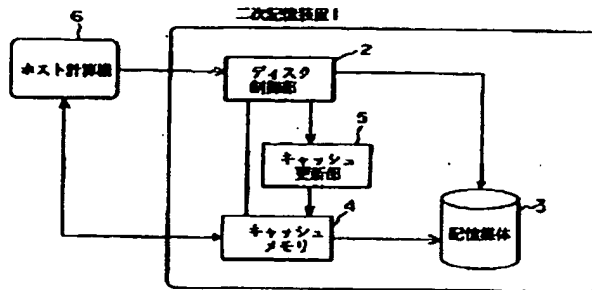 二次記憶装置1
6
ホスト計算機
2
ディスク
制御部
5
キャッシュ
更新部
4
キャッシュ
メモリ
3
記憶媒体